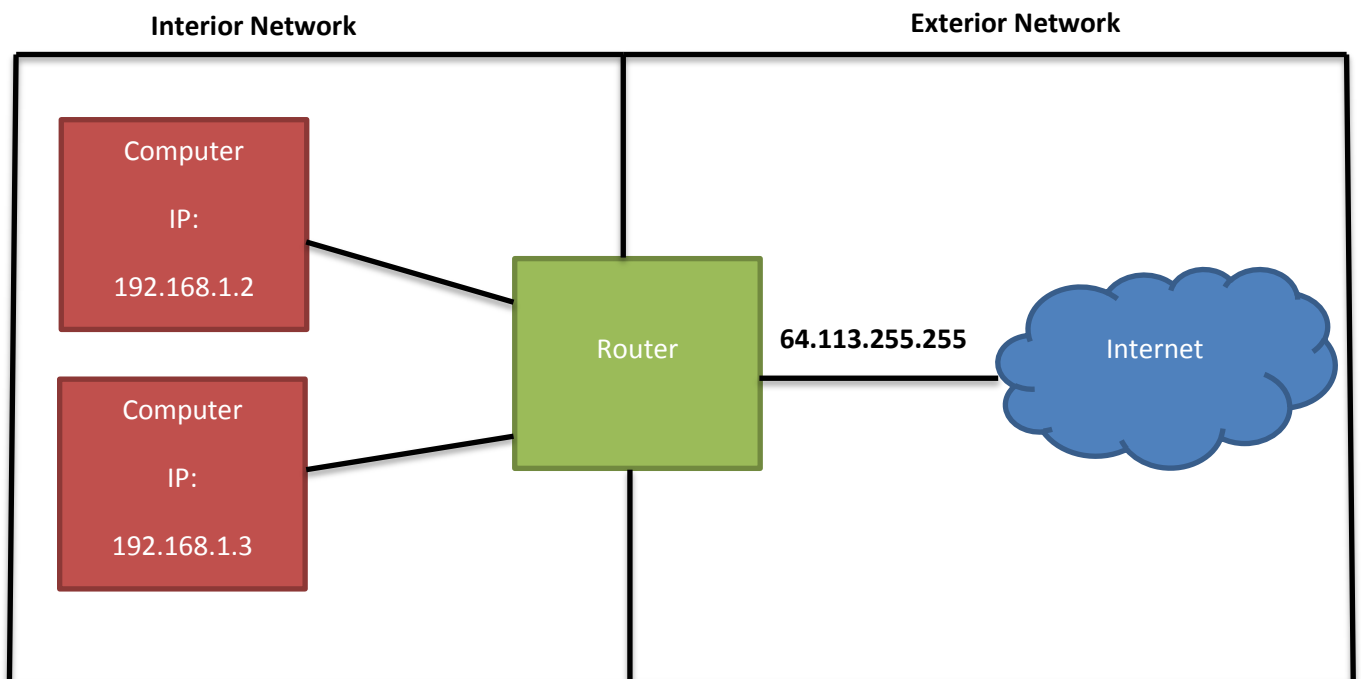 Interior Network
Exterior Network
Computer
IP:
192.168.1.2
Router
64.113.255.255
Internet
Computer
IP:
192.168.1.3